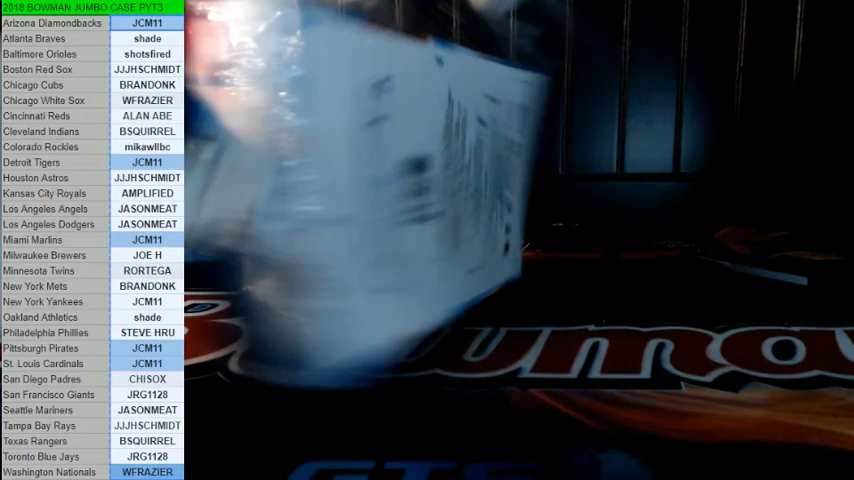 2018 BOWMAN JUMBO CASE PYT3
Arizona Diamondbacks JCM11
Atlanta Braves shade
Baltimore Orioles shotsfired
Boston Red Sox JJJHSCHMIDT
Chicago Cubs BRANDONK
Chicago White Sox WFRAZIER
Cincinnati Reds ALAN ABE
Cleveland Indians BSQUIRREL
Colorado Rockies mikawllbc
Detroit Tigers JCM11
Houston Astros JJJHSCHMIDT
Kansas City Royals AMPLIFIED
Los Angeles Angels JASONMEAT
Los Angeles Dodgers JASONMEAT
Miami Marlins JCM11
Milwaukee Brewers JOE H
Minnesota Twins RORTEGA
New York Mets BRANDONK
New York Yankees JCM11
Oakland Athletics shade
Philadelphia Phillies STEVE HRU
Pittsburgh Pirates JCM11
St. Louis Cardinals JCM11
San Diego Padres CHISOX
San Francisco Giants JRG1128
Seattle Mariners JASONMEAT
Tampa Bay Rays JJJHSCHMIDT
Texas Rangers BSQUIRREL
Toronto Blue Jays JRG1128
Washington Nationals WFRAZIER